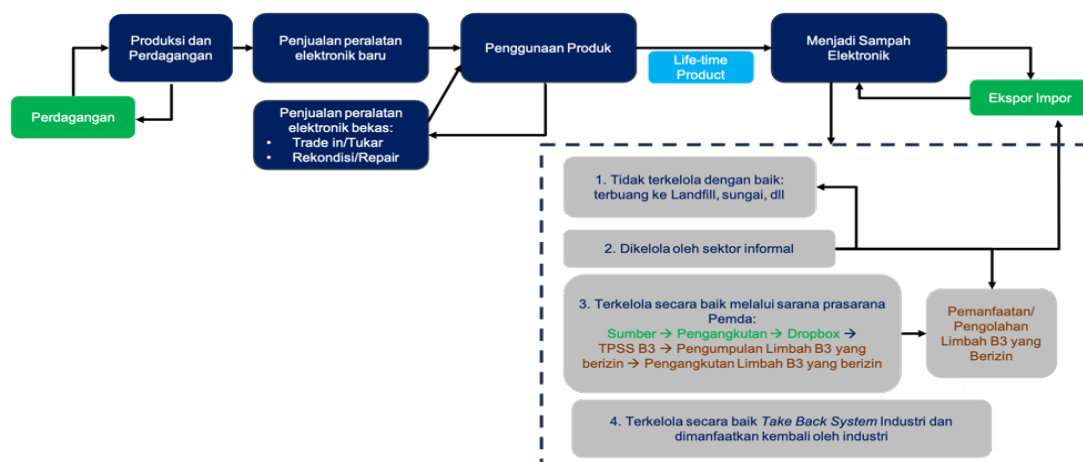 Produksi dan
Perdagangan
Penjualan peralatan
elektronik baru
Penggunaan Produk
Life-time
Product
Menjadi Sampah
Elektronik
Perdagangan
Penjualan peralatan
elektronik bekas:
• Trade in/Tukar
• Rekondisi/Repair
Ekspor Impor
1. Tidak terkelola dengan baik:
terbuang ke Landfill, sungai, dll
2. Dikelola oleh sektor informal
3. Terkelola secara baik melalui sarana prasarana
Pemda:
Sumber → Pengangkutan → Dropbox →
TPSS B3 → Pengumpulan Limbah B3 yang
berizin → Pengangkutan Limbah B3 yang berizin
Pemanfaatan/
Pengolahan
Limbah B3 yang
Berizin
4. Terkelola secara baik Take Back System Industri dan
dimanfaatkan kembali oleh industri